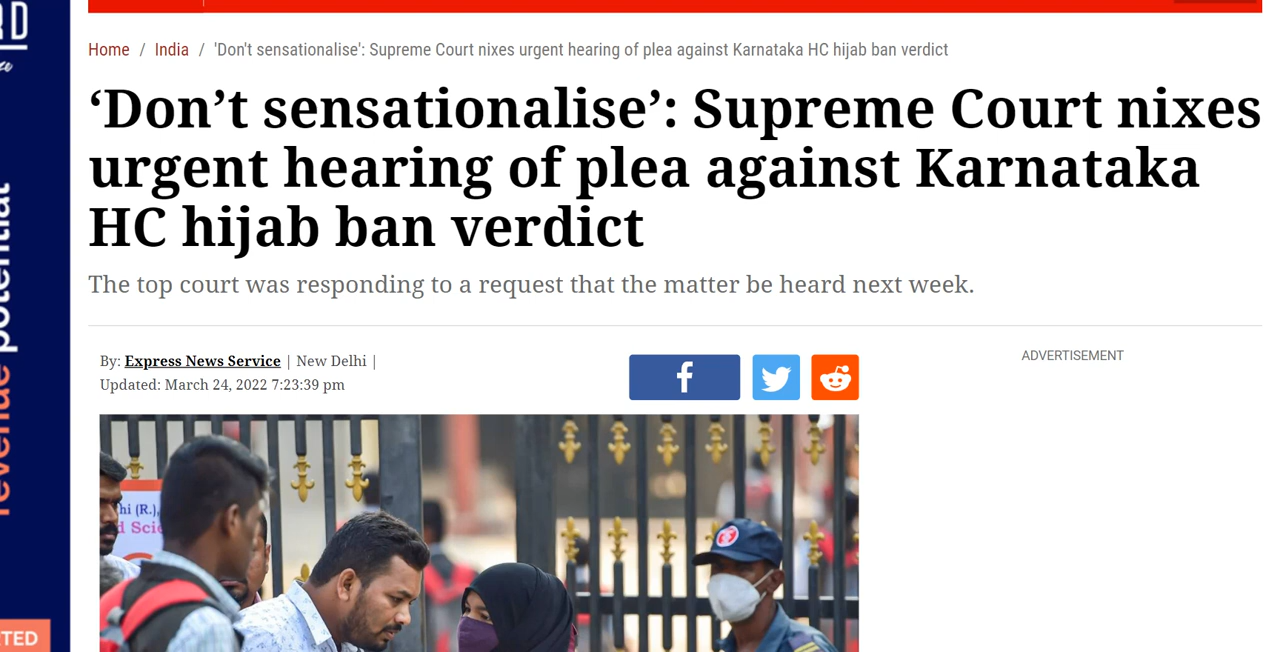 Home / India / 'Don't sensationalise': Supreme Court nixes urgent hearing of plea against Karnataka HC hijab ban verdict
‘Don’t sensationalise’: Supreme Court nixes
urgent hearing of plea against Karnataka
HC hijab ban verdict
The top court was responding to a request that the matter be heard next week.
By: Express News Service | New Delhi |
Updated: March 24, 2022 7:23:39 pm
ADVERTISEMENT
revenue potential
hi (R.),